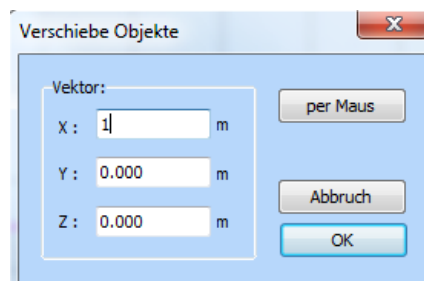 Verschiebe Objekte
Vektor:
X : 1 m
per Maus
Y : 0.000 m
Abbruch
Z : 0.000 m
OK